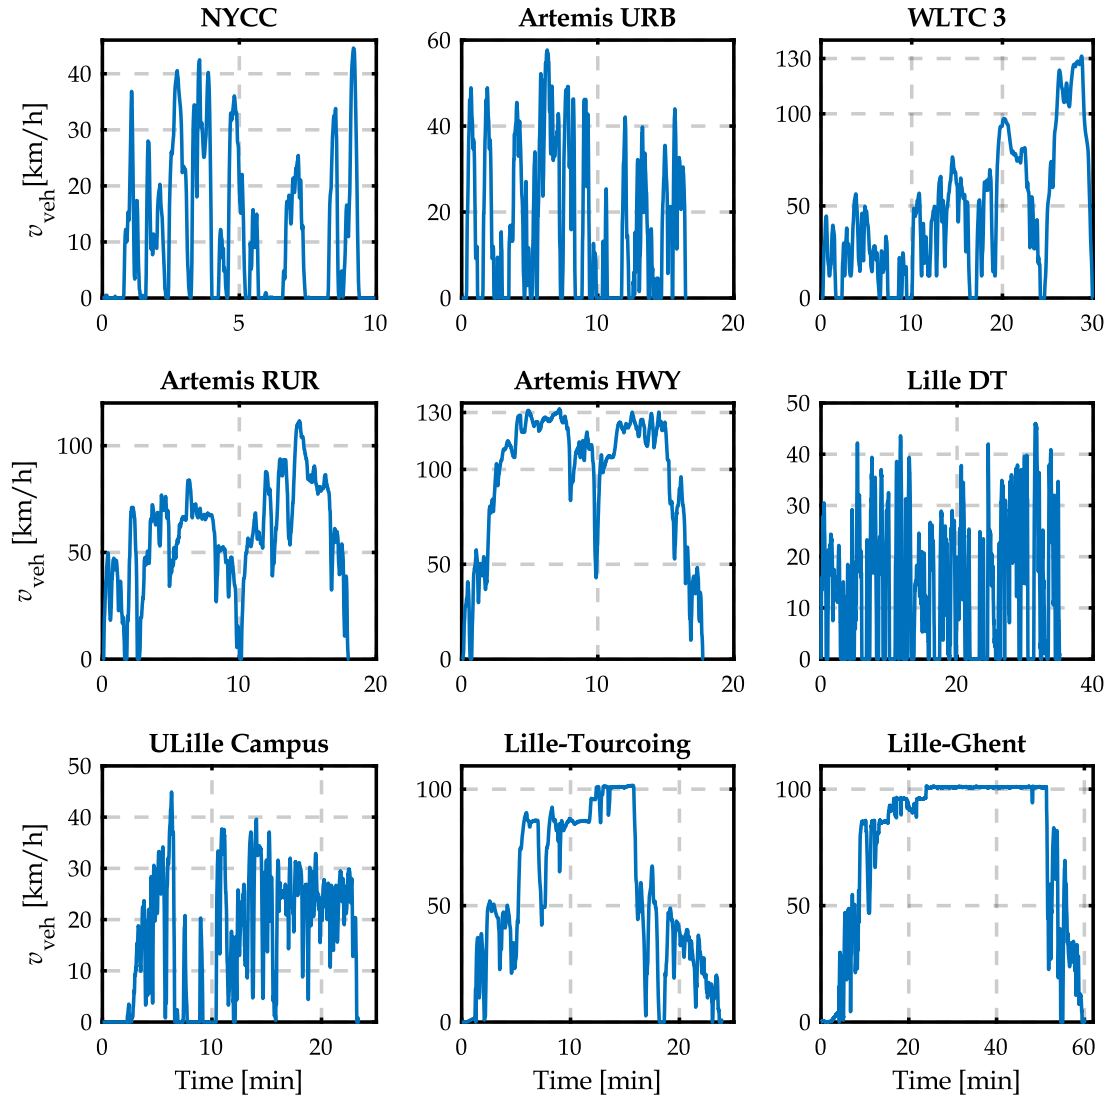 NYCC Artemis URB WLTC 3
v_veh [km/h]
40
30
20
10
0
0 5 10
60
40
20
0
0 10 20
130
100
50
0
0 10 20 30
Artemis RUR Artemis HWY Lille DT
v_veh [km/h]
100
50
0
0 10 20
130
100
50
0
0 10 20
50
40
30
20
10
0
0 20 40
ULille Campus Lille-Tourcoing Lille-Ghent
v_veh [km/h]
50
40
30
20
10
0
0 10 20
100
50
0
0 10 20
100
50
0
0 20 40 60
Time [min] Time [min] Time [min]